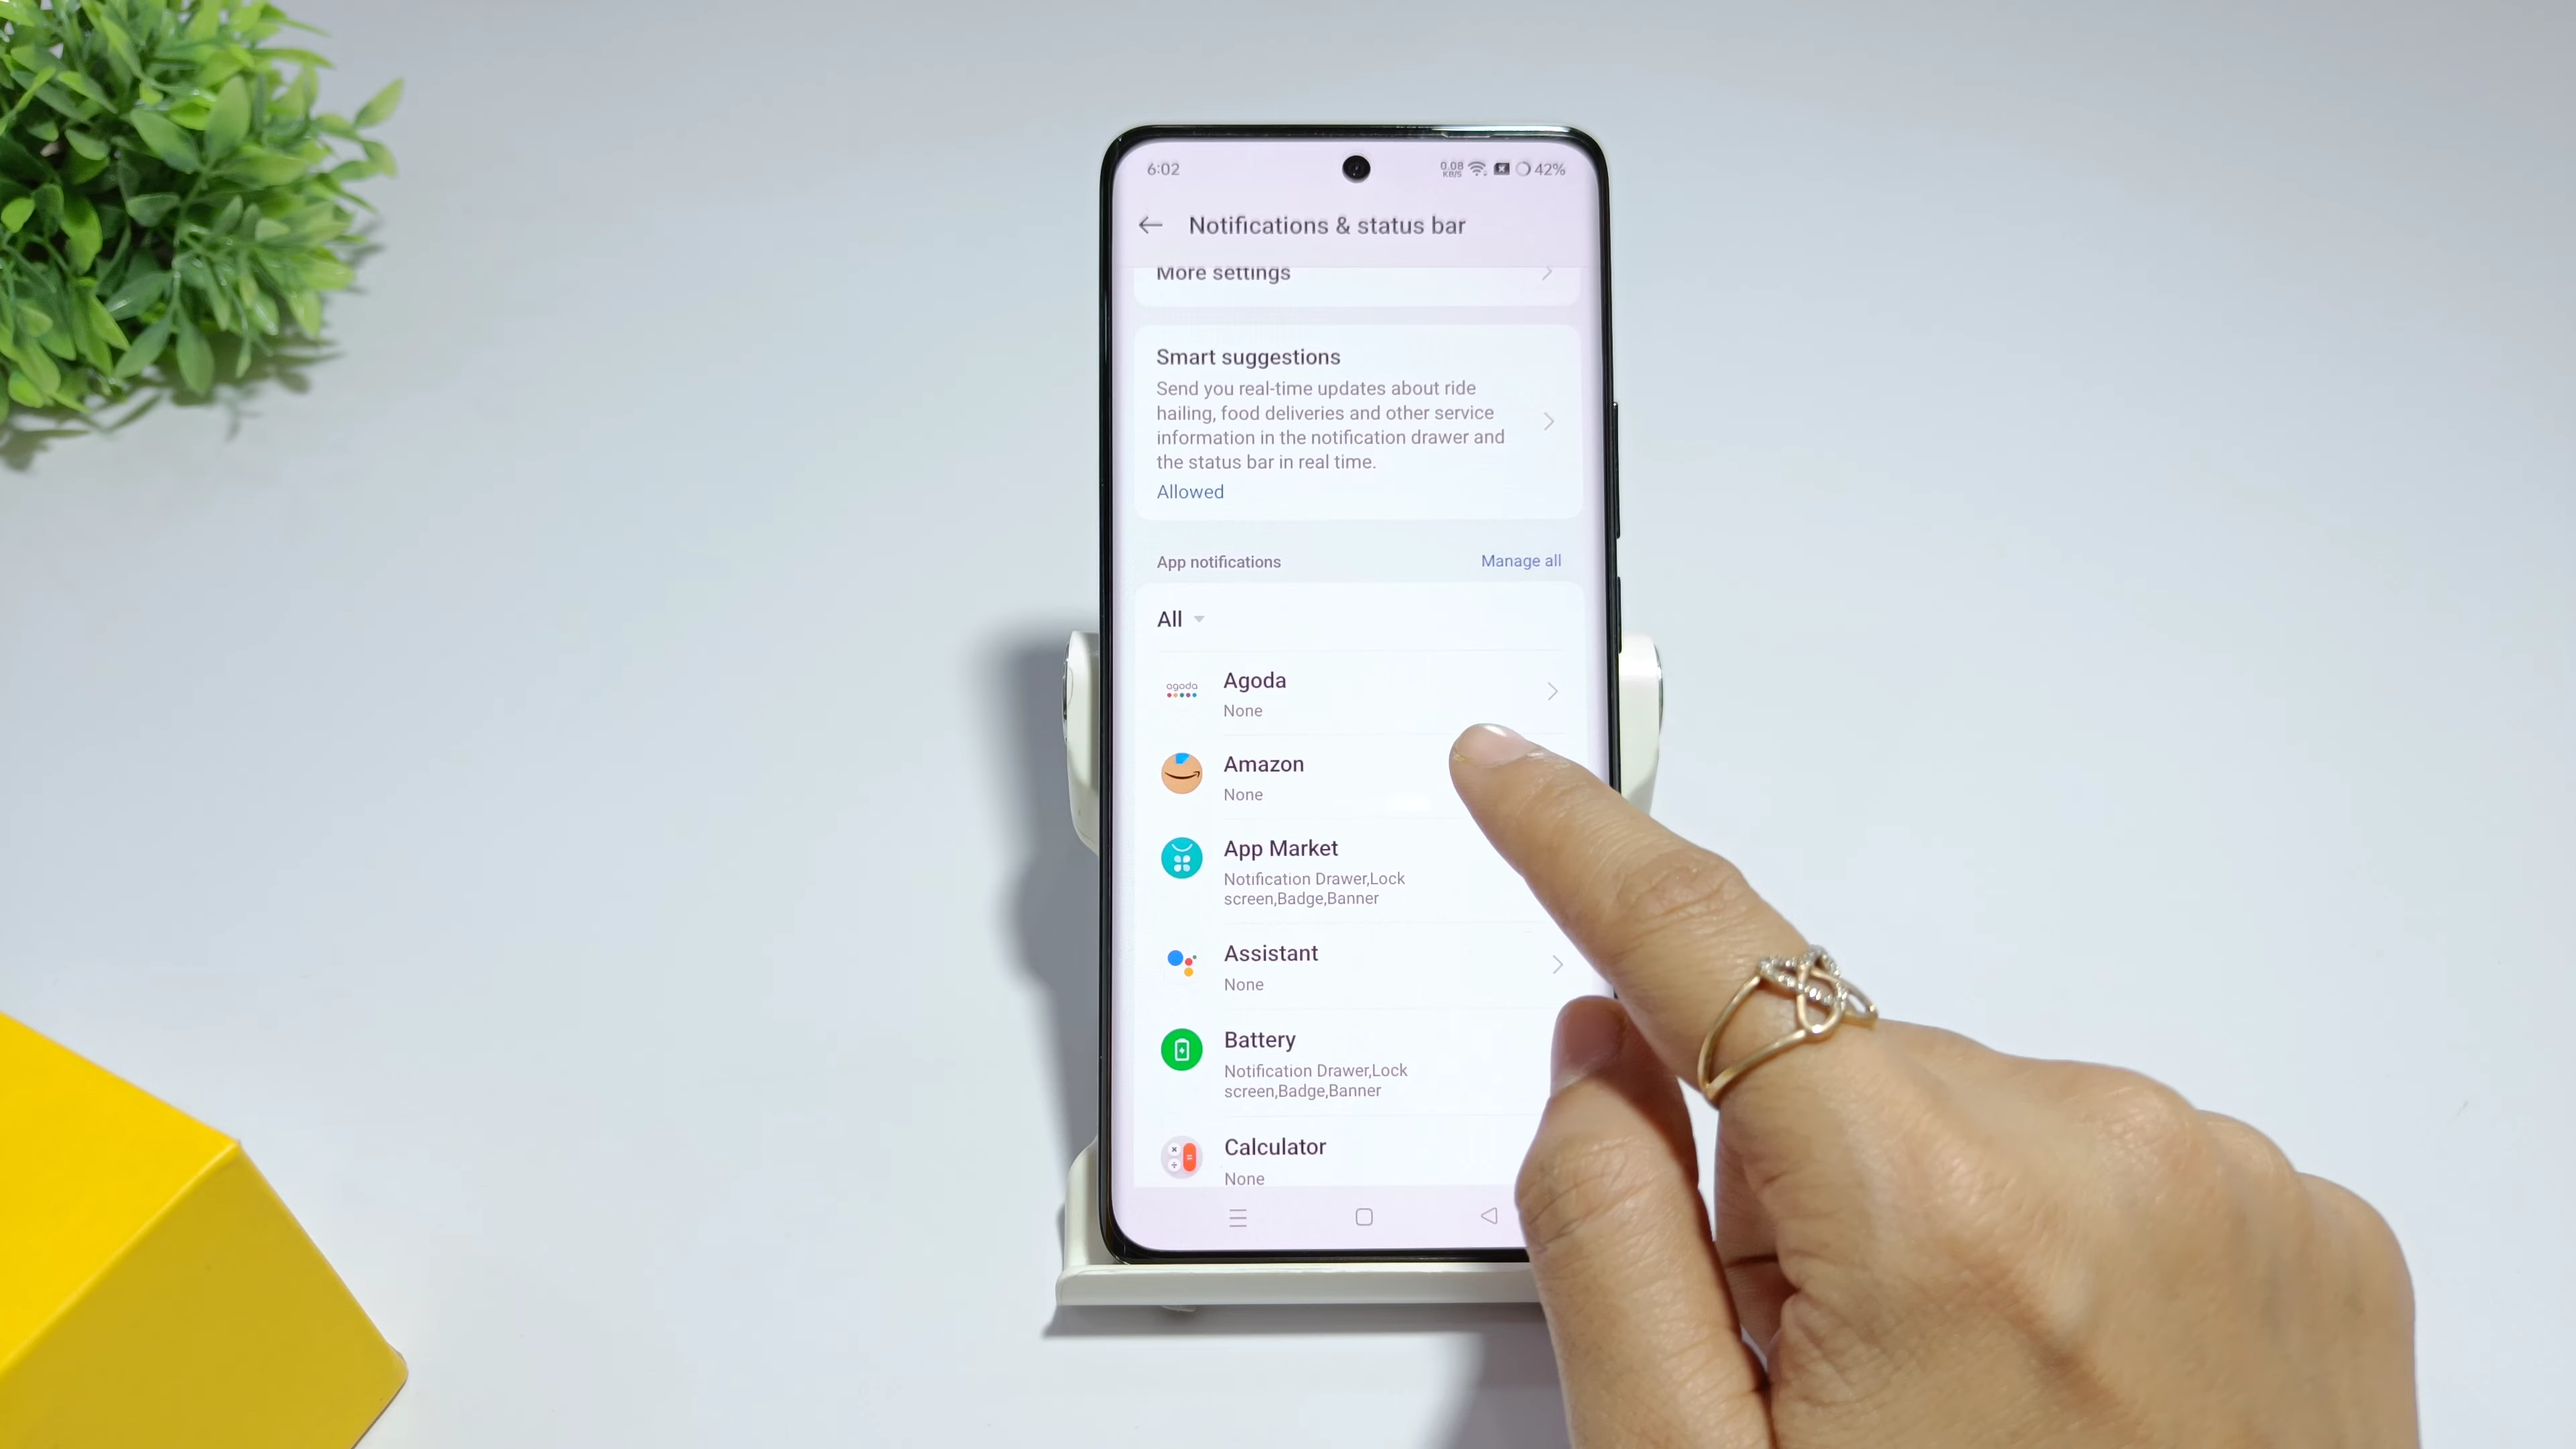 6:02
0.08
KB/S
42%
Notifications & status bar
More settings
Smart suggestions
Send you real-time updates about ride
hailing, food deliveries and other service
information in the notification drawer and
the status bar in real time.
Allowed
App notifications
Manage all
All
agoda
Agoda
None
Amazon
None
App Market
Notification Drawer,Lock
screen,Badge,Banner
Assistant
None
Battery
Notification Drawer,Lock
screen,Badge,Banner
Calculator
None